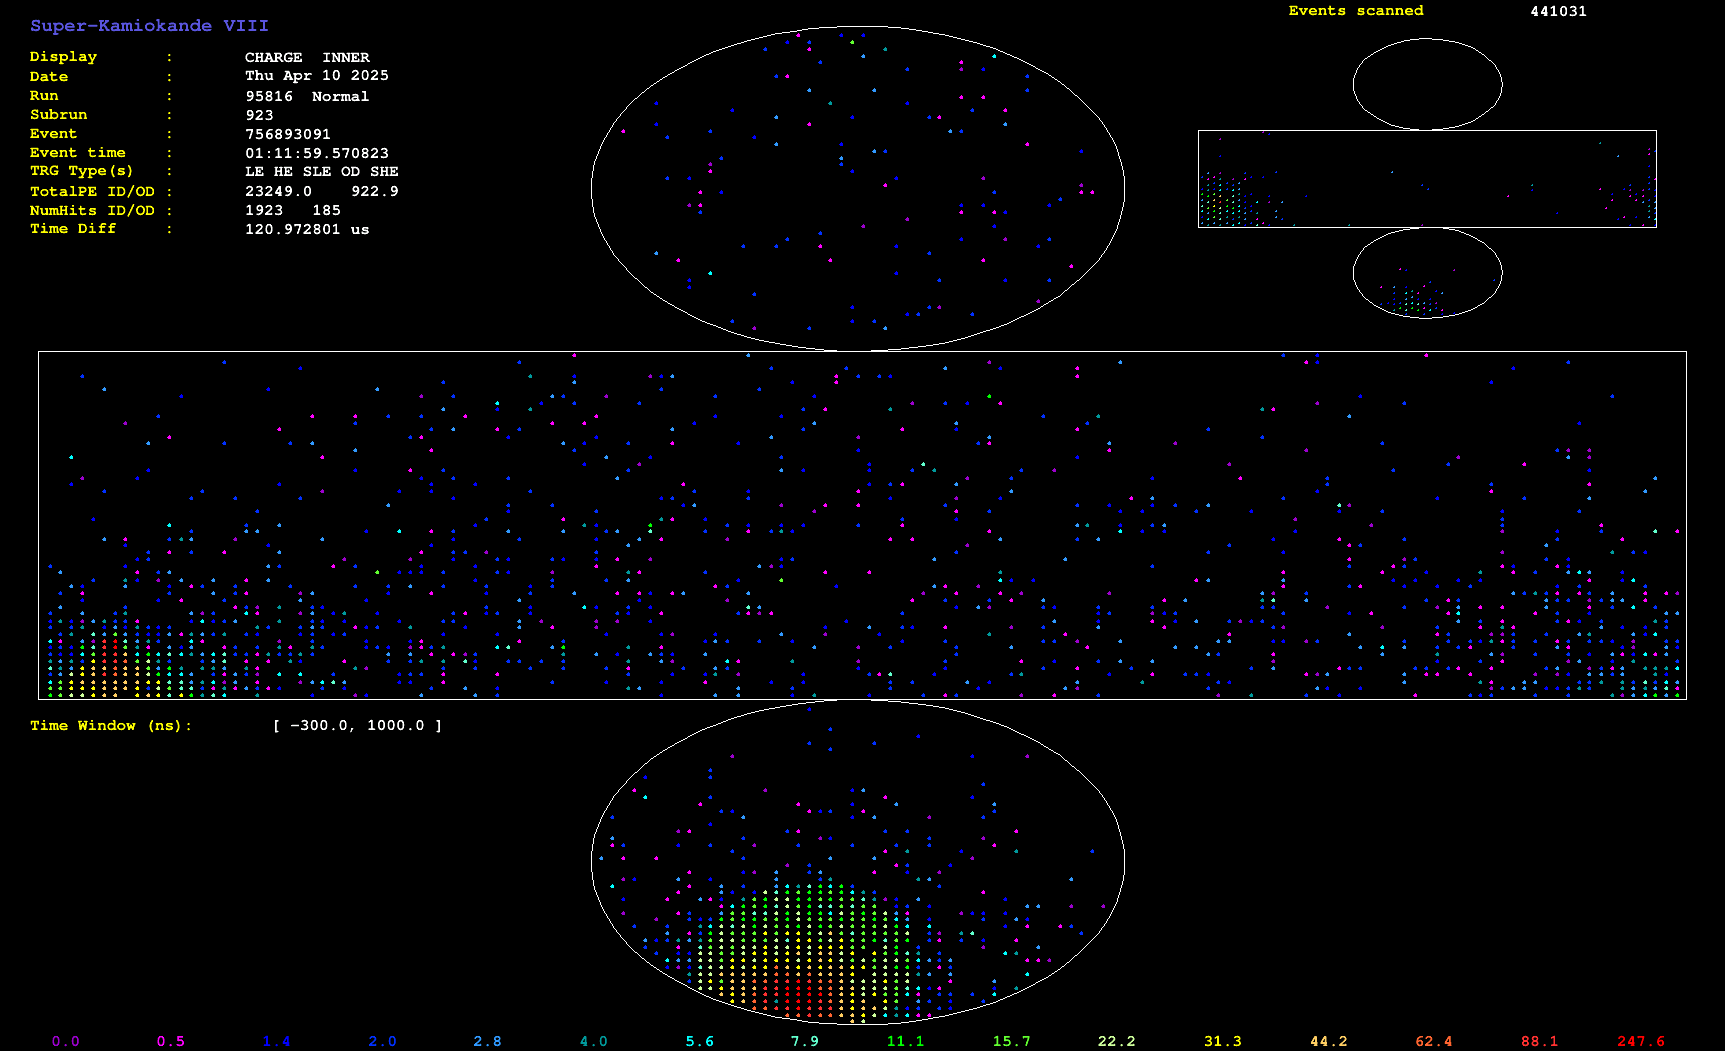 Super-Kamiokande VIII
Events scanned 441031
Display : CHARGE INNER
Date : Thu Apr 10 2025
Run : 95816 Normal
Subrun : 923
Event : 756893091
Event time : 01:11:59.570823
TRG Type(s) : LE HE SLE OD SHE
TotalPE ID/OD : 23249.0 922.9
NumHits ID/OD : 1923 185
Time Diff : 120.972801 us
Time Window (ns): [ -300.0, 1000.0 ]
0.0 0.5 1.4 2.0 2.8 4.0 5.6 7.9 11.1 15.7 22.2 31.3 44.2 62.4 88.1 247.6